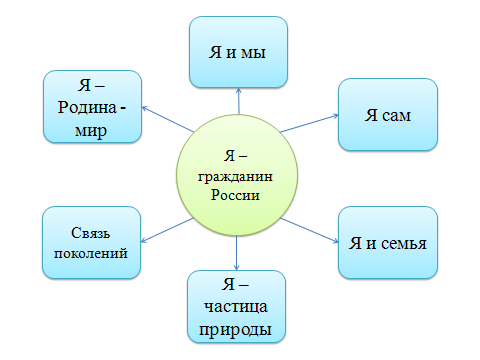 Я и мы
Я –
Родина -
мир
Я сам
Я –
гражданин
России
Связь
поколений
Я и семья
Я –
частица
природы